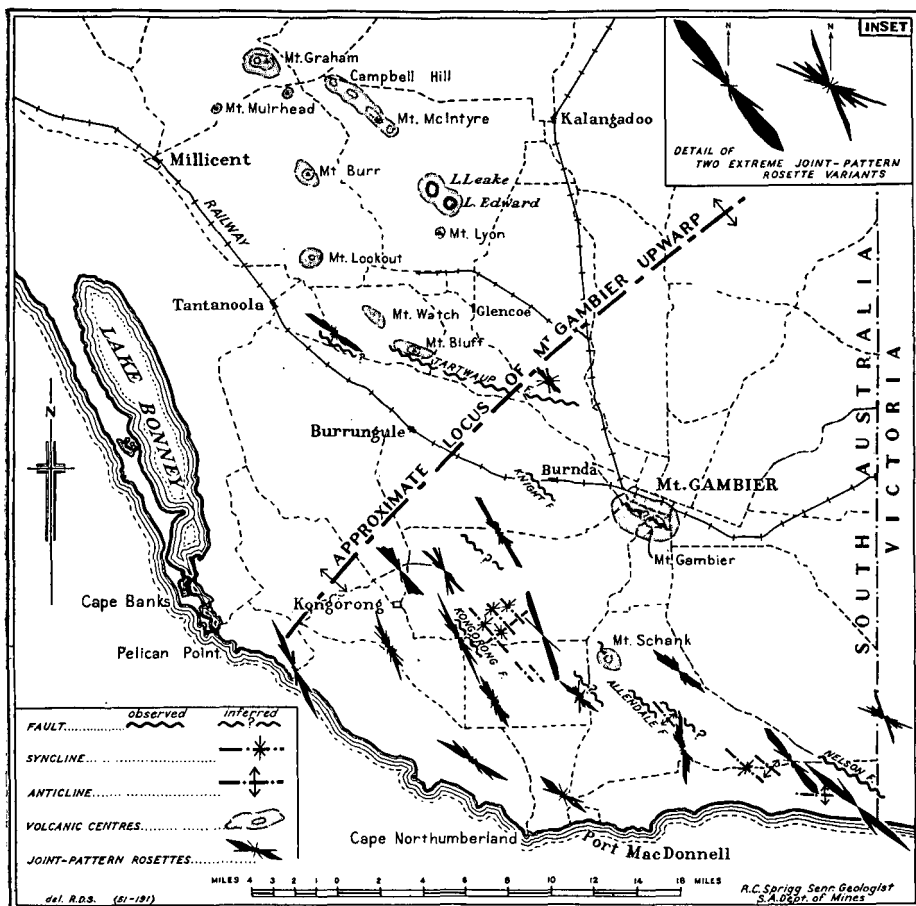 INSET
N
N
DETAIL OF
TWO EXTREME JOINT-PATTERN
ROSETTE VARIANTS
Mt. Graham
Campbell Hill
Mt. Muirhead
Mt. McIntyre
Kalangadoo
Millicent
Mt Burr
L. Leake
L. Edward
RAILWAY
Mt. Lyon
Mt. Lookout
Tantanoola
Mt. Watch
Glencoe
Mt. Bluff
TARTWAUP F.
APPROXIMATE LOCUS OF MT GAMBIER UPWARP
SOUTH AUSTRALIA
VICTORIA
LAKE BONNEY
N
Burrungule
KNIGHT F.
Burnda
Mt. GAMBIER
Mt. Gambier
?
Cape Banks
Kongorong
KONGORONG F.
Pelican Point
Mt. Schank
?
ALLENDALE F.
?
NELSON F.
observed
inferred
FAULT
?
SYNCLINE
ANTICLINE
VOLCANIC CENTRES
JOINT-PATTERN ROSETTES
Cape Northumberland
Port MacDonnell
MILES 4 3 2 1 0 2 4 6 8 10 12 14 16 MILES
del. R.D.S. (51-191)
R.C. Sprigg Senr. Geologist
S.A. Dept. of Mines